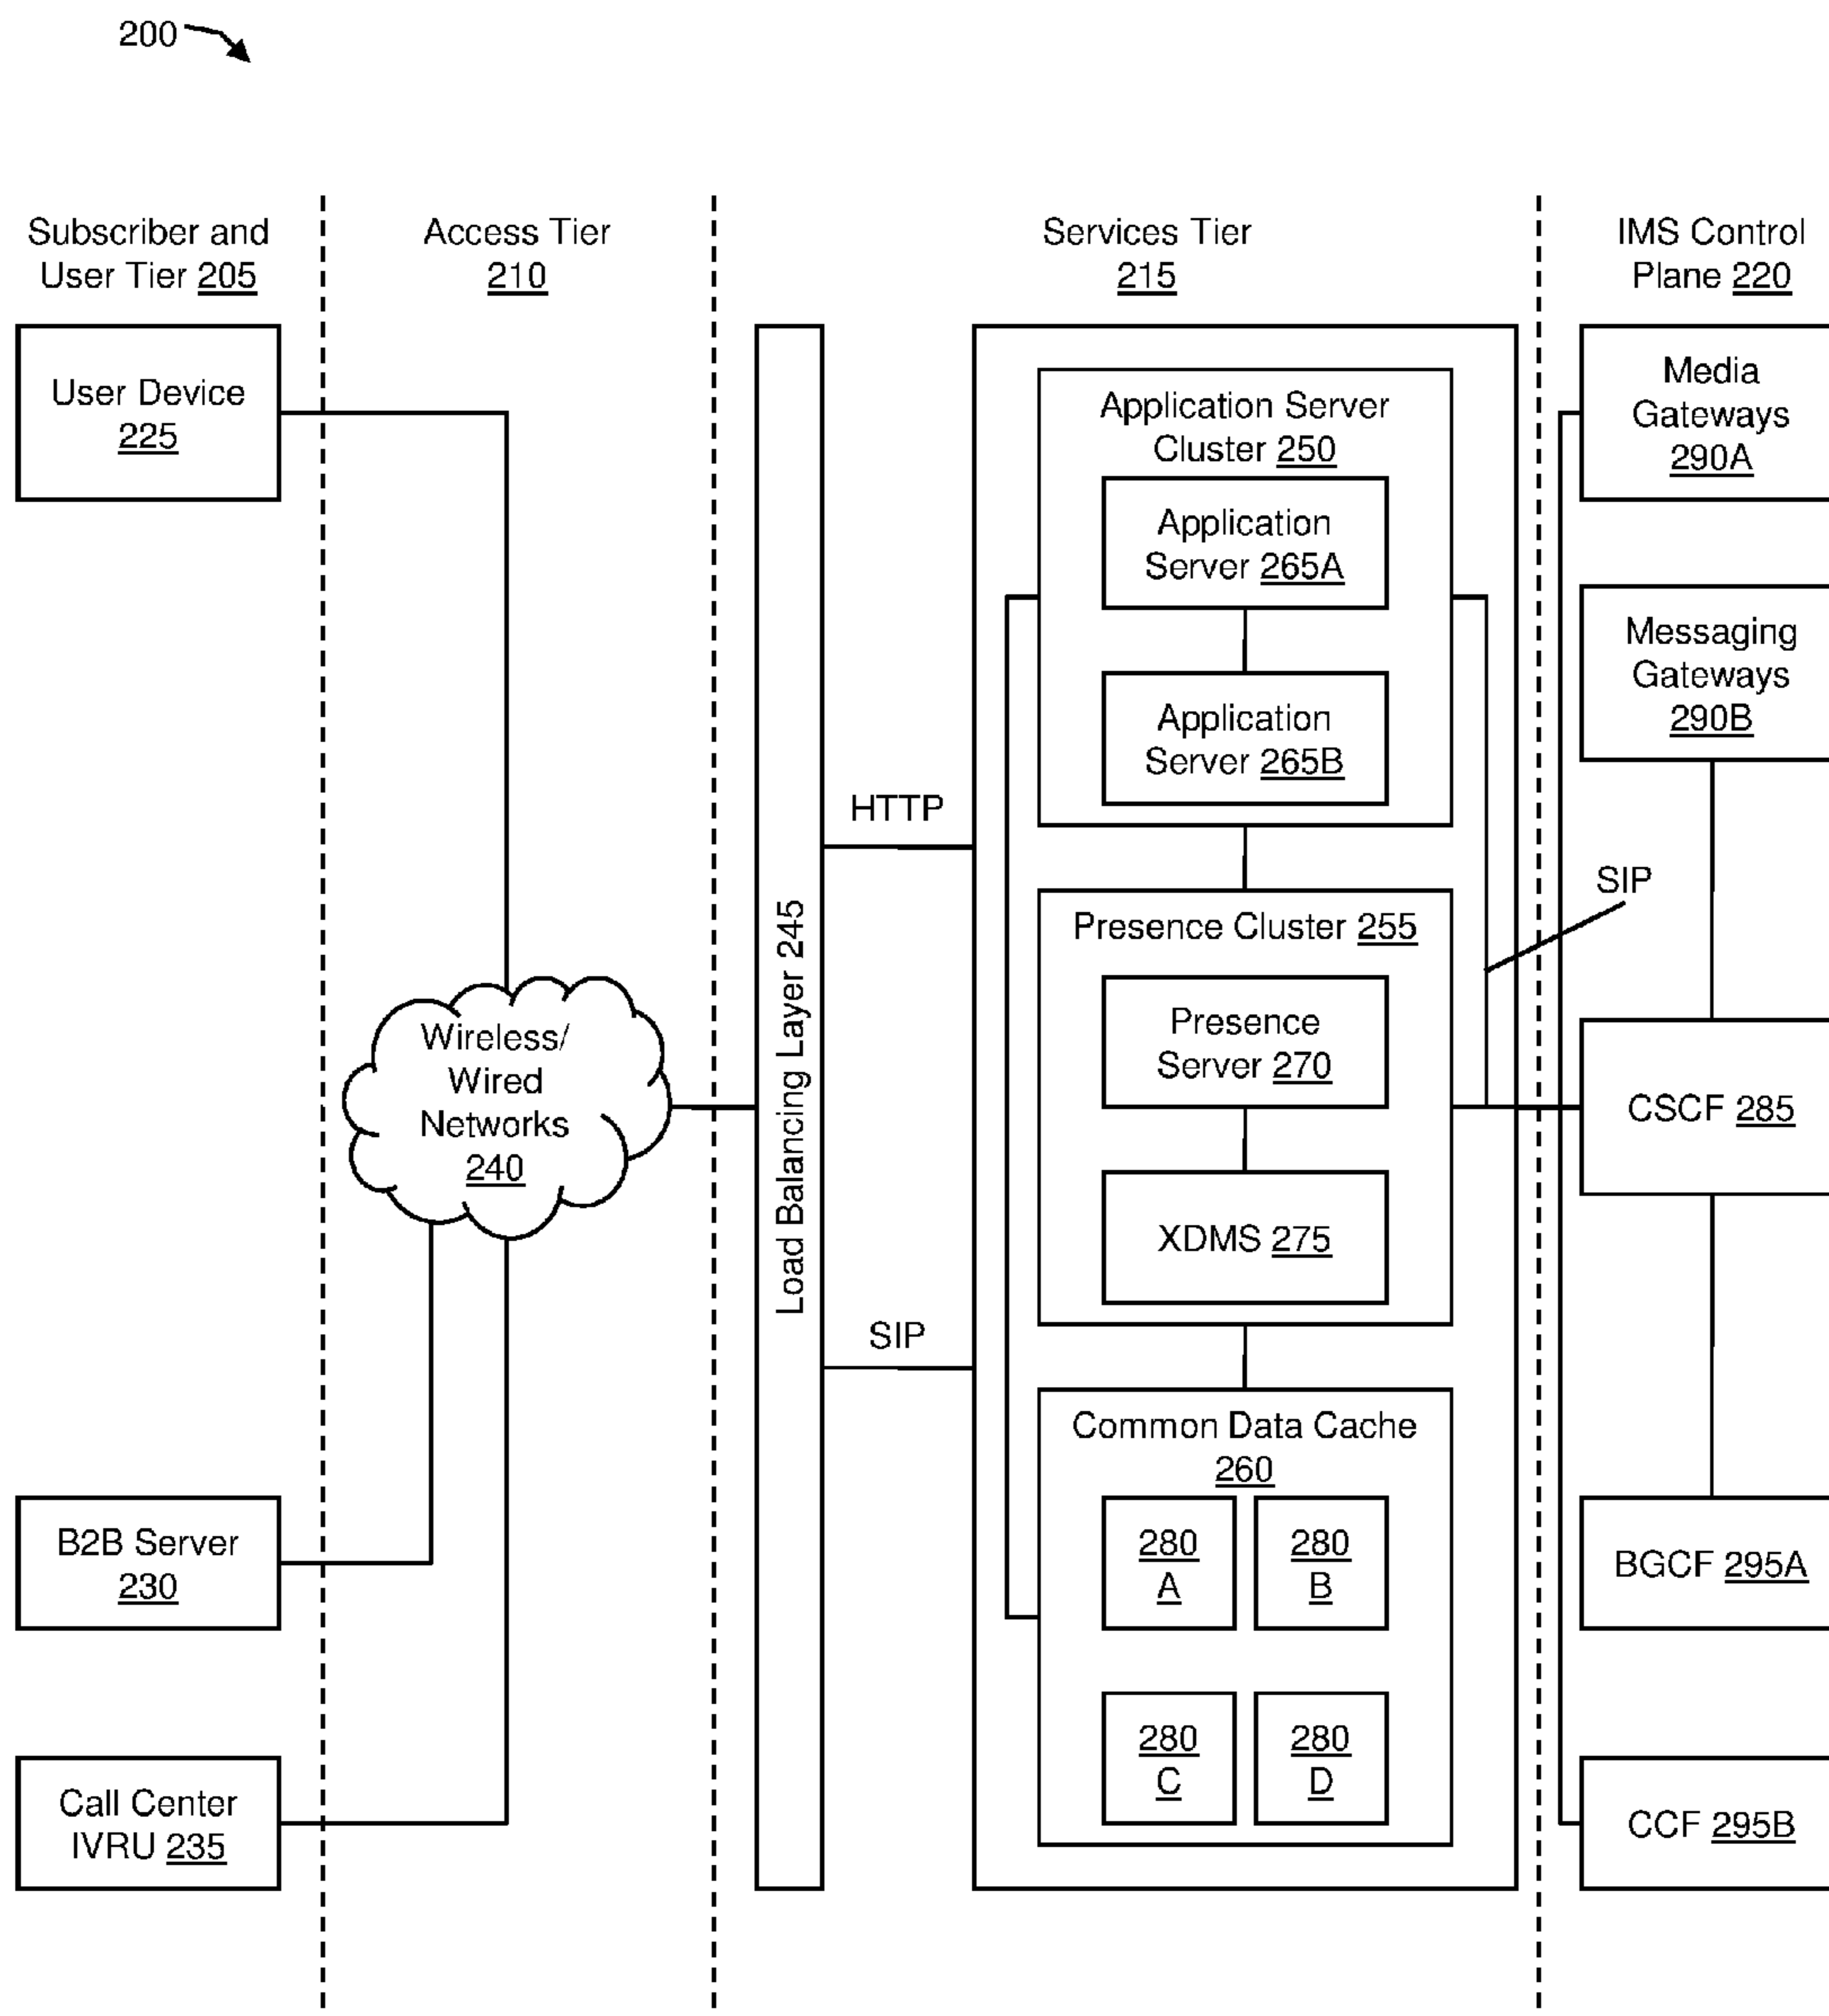 200
Subscriber and
User Tier 205
Access Tier
210
Services Tier
215
IMS Control
Plane 220
User Device
225
B2B Server
230
Call Center
IVRU 235
Wireless/
Wired
Networks
240
Load Balancing Layer 245
HTTP
SIP
Application Server
Cluster 250
Application
Server 265A
Application
Server 265B
Presence Cluster 255
Presence
Server 270
XDMS 275
Common Data Cache
260
280
A
280
B
280
C
280
D
SIP
Media
Gateways
290A
Messaging
Gateways
290B
CSCF 285
BGCF 295A
CCF 295B